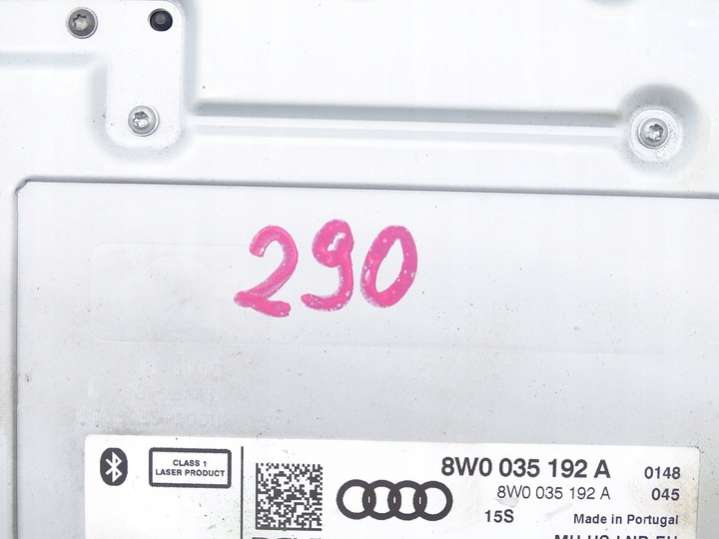 290
CLASS 1
LASER PRODUCT
8W0 035 192 A 0148
8W0 035 192 A 045
15S Made in Portugal